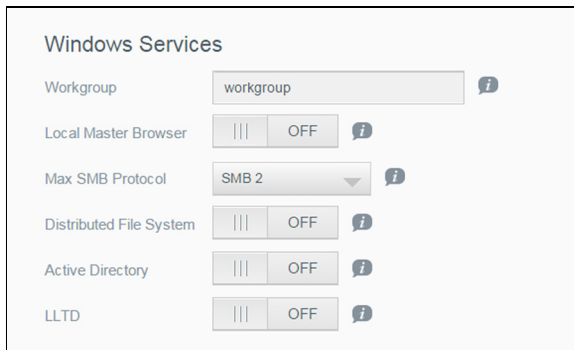 Windows Services
Workgroup workgroup
Local Master Browser OFF
Max SMB Protocol SMB 2
Distributed File System OFF
Active Directory OFF
LLTD OFF